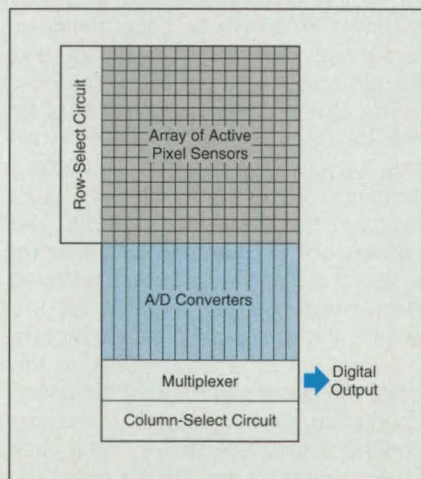 Row-Select Circuit
Array of Active
Pixel Sensors
A/D Converters
Multiplexer
Digital
Output
Column-Select Circuit